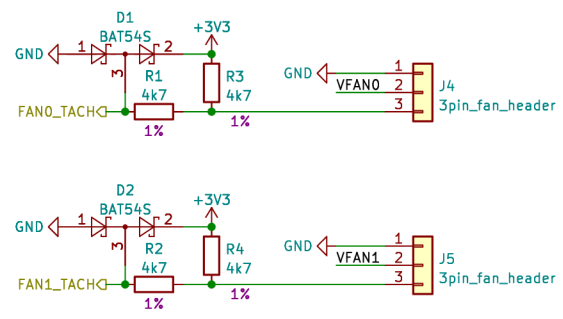 D1
BAT54S
+3V3
GND 1 2
3
R1
4k7
R3
4k7
FAN0_TACH
1%
1%
GND
VFAN0
1
2
3
J4
3pin_fan_header
D2
BAT54S
+3V3
GND 1 2
3
R2
4k7
R4
4k7
FAN1_TACH
1%
1%
GND
VFAN1
1
2
3
J5
3pin_fan_header